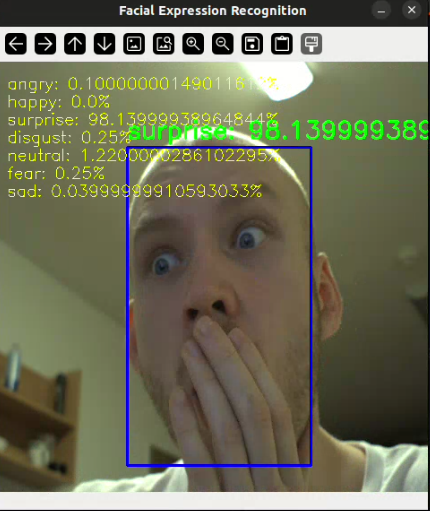 Facial Expression Recognition
angry: 0.10000000149011612%
happy: 0.0%
surprise: 98.13999938964844%
disgust: 0.25%
surprise: 98.139999389
neutral: 1.2200000286102295%
fear: 0.25%
sad: 0.03999999910593033%